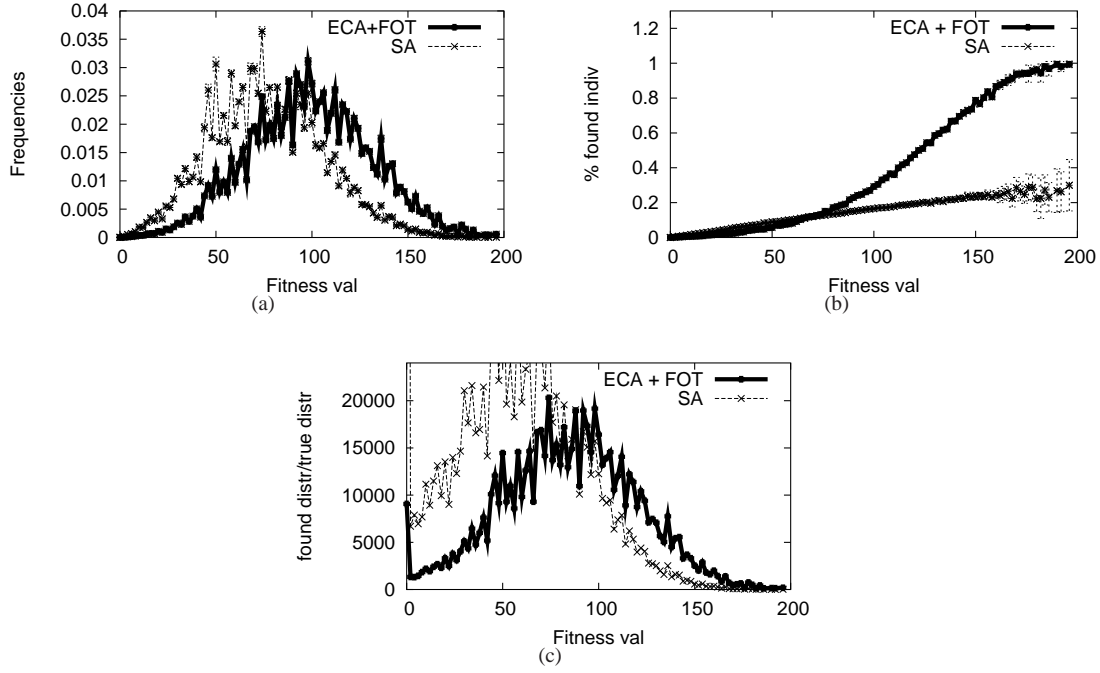 ECA+FOT
SA
Frequencies
0.04
0.035
0.03
0.025
0.02
0.015
0.01
0.005
0
0 50 100 150 200
Fitness val
(a)
ECA + FOT
SA
% found indiv
1.2
1
0.8
0.6
0.4
0.2
0
0 50 100 150 200
Fitness val
(b)
ECA + FOT
SA
found distr/true distr
20000
15000
10000
5000
0
0 50 100 150 200
Fitness val
(c)